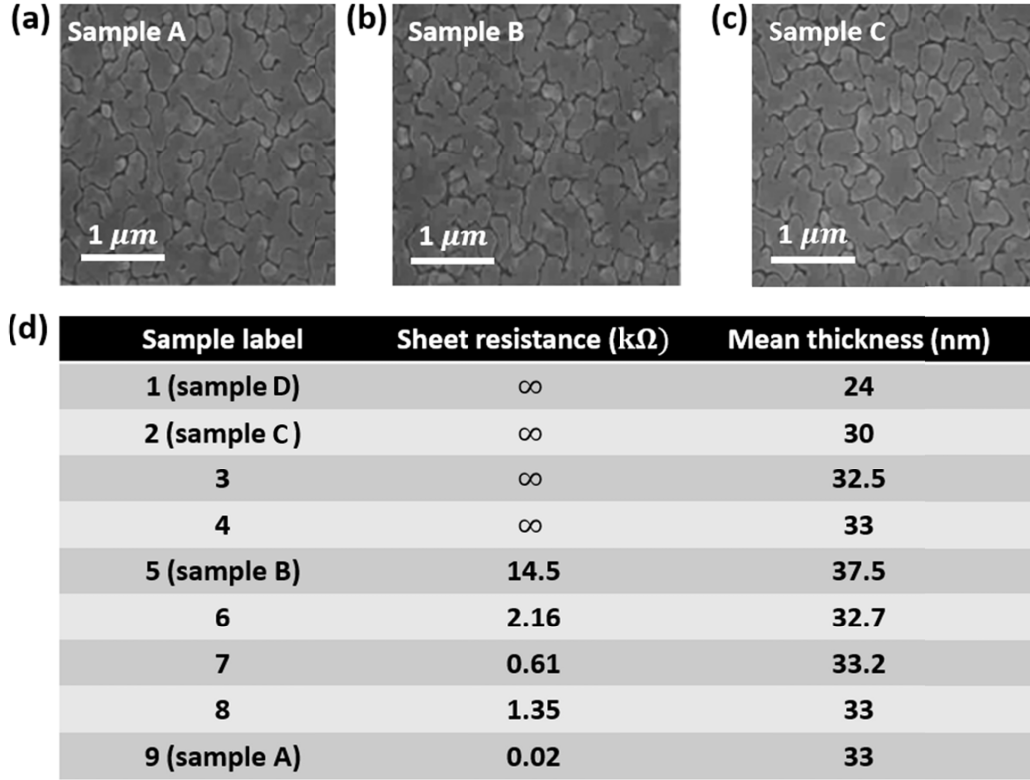 (a) Sample A (b) Sample B (c) Sample C
1 μm 1 μm 1 μm
(d) Sample label Sheet resistance (kΩ) Mean thickness (nm)
1 (sample D) ∞ 24
2 (sample C) ∞ 30
3 ∞ 32.5
4 ∞ 33
5 (sample B) 14.5 37.5
6 2.16 32.7
7 0.61 33.2
8 1.35 33
9 (sample A) 0.02 33